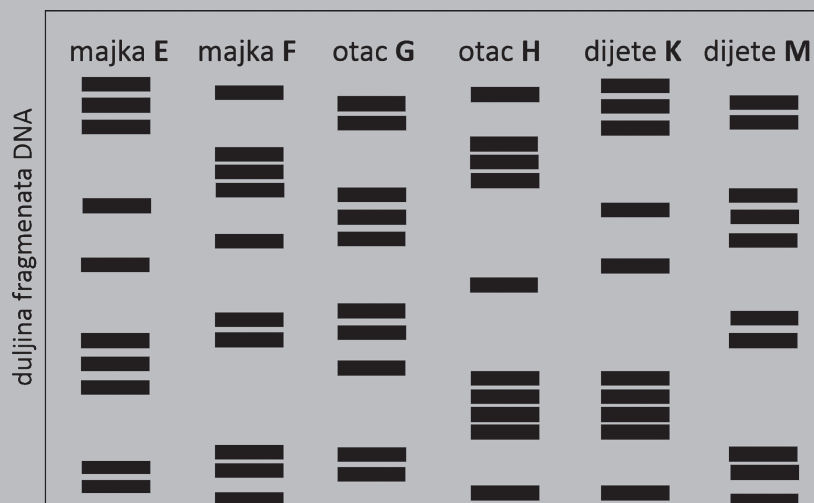 majka E majka F otac G otac H dijete K dijete M
duljina fragmenata DNA